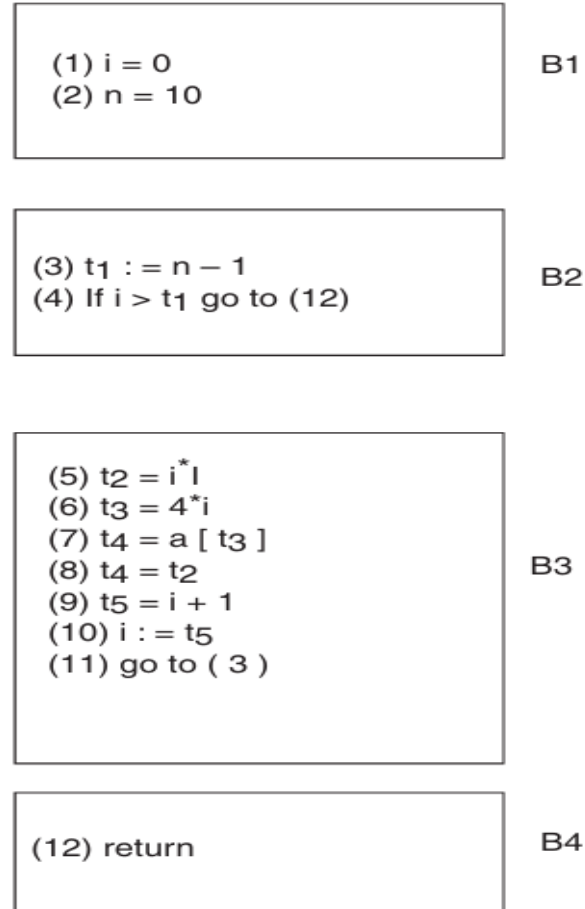 (1) i = 0
(2) n = 10
B1
(3) t1 : = n – 1
(4) If i > t1 go to (12)
B2
(5) t2 = i*I
(6) t3 = 4*i
(7) t4 = a [ t3 ]
(8) t4 = t2
(9) t5 = i + 1
(10) i : = t5
(11) go to ( 3 )
B3
(12) return
B4